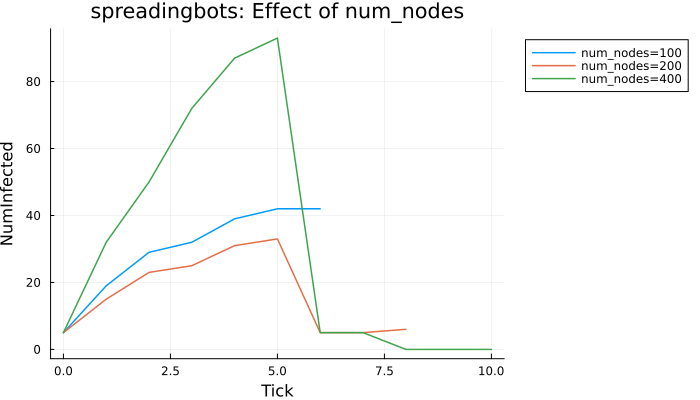 spreadingbots: Effect of num_nodes
num_nodes=100
num_nodes=200
num_nodes=400
NumInfected
80
60
40
20
0
0.0 2.5 5.0 7.5 10.0
Tick